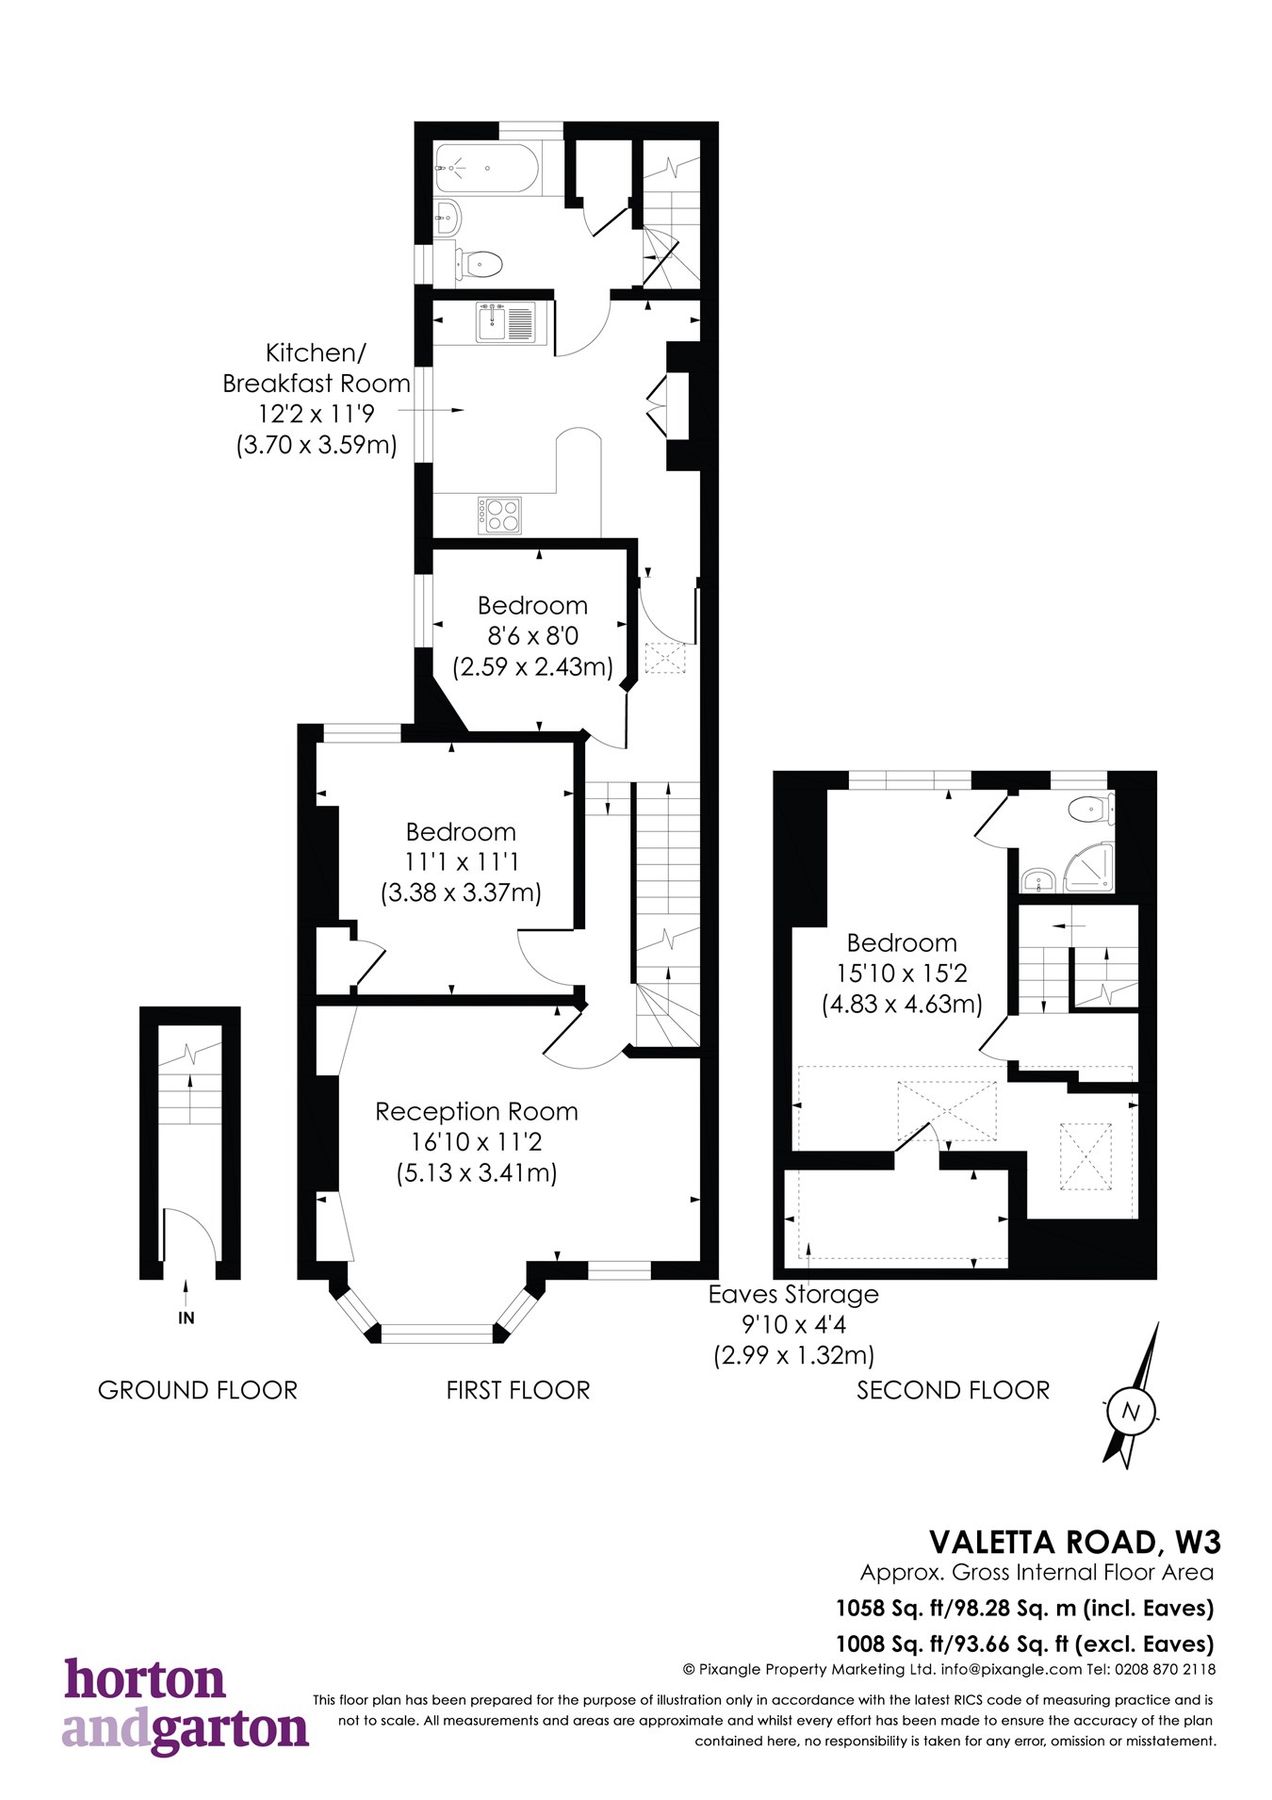 Kitchen/
Breakfast Room
12'2 x 11'9
(3.70 x 3.59m)
Bedroom
8'6 x 8'0
(2.59 x 2.43m)
Bedroom
11'1 x 11'1
(3.38 x 3.37m)
Bedroom
15'10 x 15'2
(4.83 x 4.63m)
Reception Room
16'10 x 11'2
(5.13 x 3.41m)
Eaves Storage
9'10 x 4'4
(2.99 x 1.32m)
IN
GROUND FLOOR
FIRST FLOOR
SECOND FLOOR
N
VALETTA ROAD, W3
Approx. Gross Internal Floor Area
1058 Sq. ft/98.28 Sq. m (incl. Eaves)
1008 Sq. ft/93.66 Sq. ft (excl. Eaves)
© Pixangle Property Marketing Ltd. info@pixangle.com Tel: 0208 870 2118
horton
andgarton
This floor plan has been prepared for the purpose of illustration only in accordance with the latest RICS code of measuring practice and is
not to scale. All measurements and areas are approximate and whilst every effort has been made to ensure the accuracy of the plan
contained here, no responsibility is taken for any error, omission or misstatement.